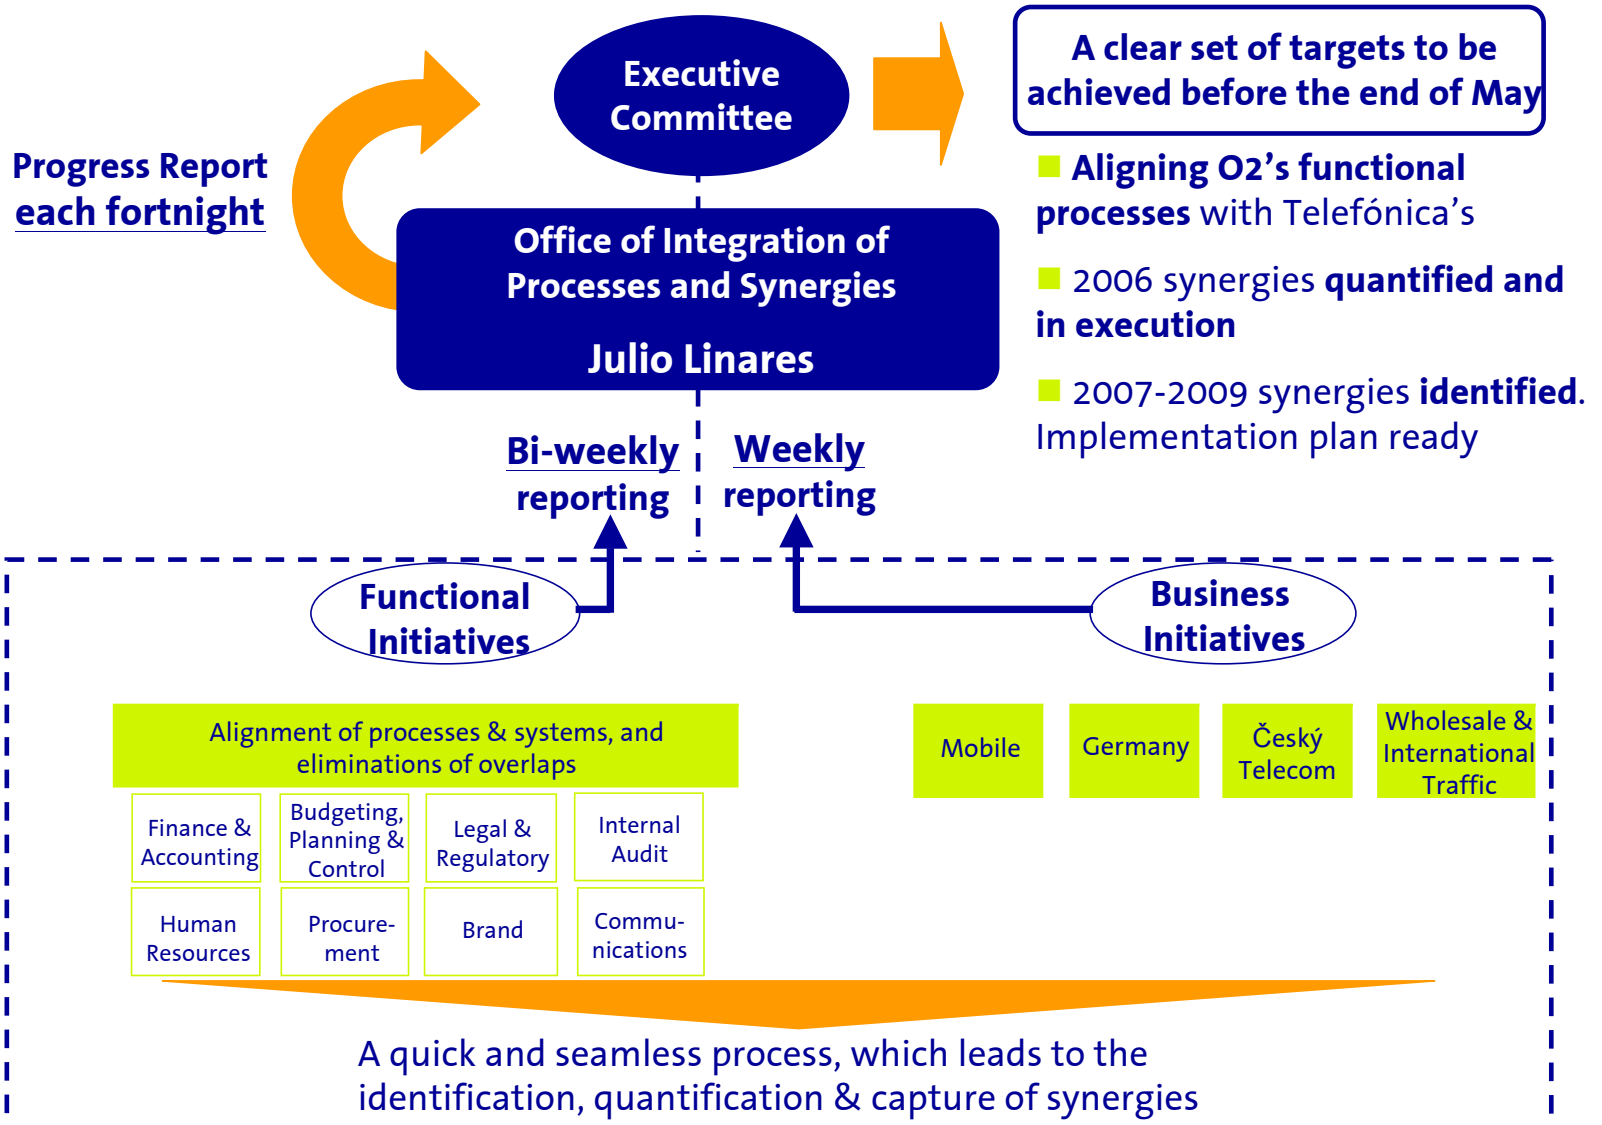 Executive
Committee
A clear set of targets to be
achieved before the end of May
Progress Report
each fortnight
Office of Integration of
Processes and Synergies
Julio Linares
Aligning O2’s functional
processes with Telefónica’s
2006 synergies quantified and
in execution
2007-2009 synergies identified.
Implementation plan ready
Bi-weekly
reporting
Weekly
reporting
Functional
Initiatives
Business
Initiatives
Alignment of processes & systems, and
eliminations of overlaps
Finance &
Accounting
Budgeting,
Planning &
Control
Legal &
Regulatory
Internal
Audit
Human
Resources
Procure-
ment
Brand
Commu-
nications
Mobile
Germany
Český
Telecom
Wholesale &
International
Traffic
A quick and seamless process, which leads to the
identification, quantification & capture of synergies